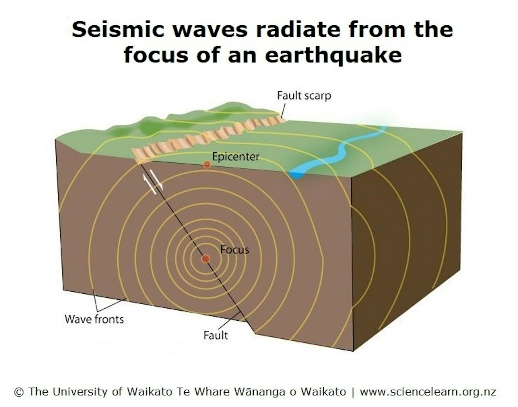 Seismic waves radiate from the
focus of an earthquake
Fault scarp
Epicenter
Focus
Wave fronts
Fault
© The University of Waikato Te Whare Wānanga o Waikato | www.sciencelearn.org.nz